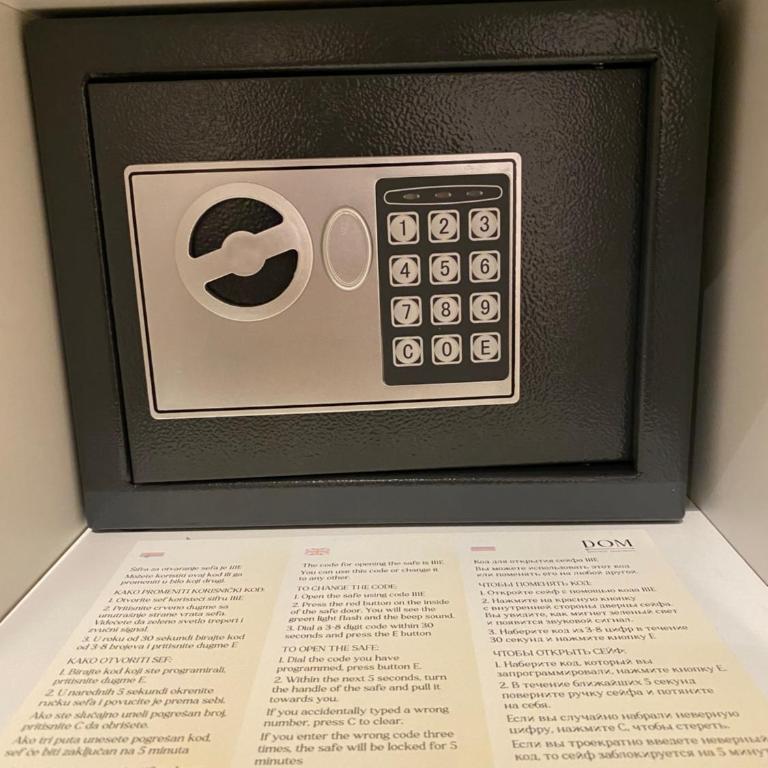 1 2 3
4 5 6
7 8 9
C 0 E
DOM
Šifra za otvaranje sefa je
Možete koristiti ovaj kod ili ga
promeniti u bilo koji drugi.
KAKO PROMENITI KORISNIČKI KOD:
1. Otvorite sef koristeći šifru
2. Pritisnite crveno dugme sa
unutrašnje strane vrata sefa.
Videćete da zeleno svetlo treperi i
zvučni signal.
3. U roku od 30 sekundi birajte kod
od 3-8 brojeva i pritisnite dugme E
KAKO OTVORITI SEF:
1. Birajte kod koji ste programirali,
pritisnite dugme E.
2. U narednih 5 sekundi okrenite
ručku sefa i povucite je prema sebi.
Ako ste slučajno uneli pogrešan broj,
pritisnite C da obrišete.
Ako tri puta unesete pogrešan kod,
sef će biti zaključan na 5 minuta
The code for opening the safe is
You can use this code or change it
to any other.
TO CHANGE THE CODE:
1. Open the safe using code
2. Press the red button on the inside
of the safe door. You will see the
green light flash and the beep sound.
3. Dial a 3-8 digit code within 30
seconds and press the E button
TO OPEN THE SAFE:
1. Dial the code you have
programmed, press button E.
2. Within the next 5 seconds, turn
the handle of the safe and pull it
towards you.
If you accidentally typed a wrong
number, press C to clear.
If you enter the wrong code three
times, the safe will be locked for 5
minutes
Код для открытия сейфа
Вы можете использовать этот код
или поменять его на любой другой.
ЧТОБЫ ПОМЕНЯТЬ КОД:
1. Откройте сейф с помощью кода
2. Нажмите на красную кнопку
с внутренней стороны дверцы сейфа.
Вы увидите, как мигнет зеленый свет
и появится звуковой сигнал.
3. Наберите код из 3-8 цифр в течение
30 секунд и нажмите кнопку E
ЧТОБЫ ОТКРЫТЬ СЕЙФ:
1. Наберите код, который вы
запрограммировали, нажмите кнопку E.
2. В течение ближайших 5 секунд
поверните ручку сейфа и потяните
на себя.
Если вы случайно набрали неверную
цифру, нажмите C, чтобы стереть.
Если вы троекратно введете неверный
код, то сейф заблокируется на 5 минут